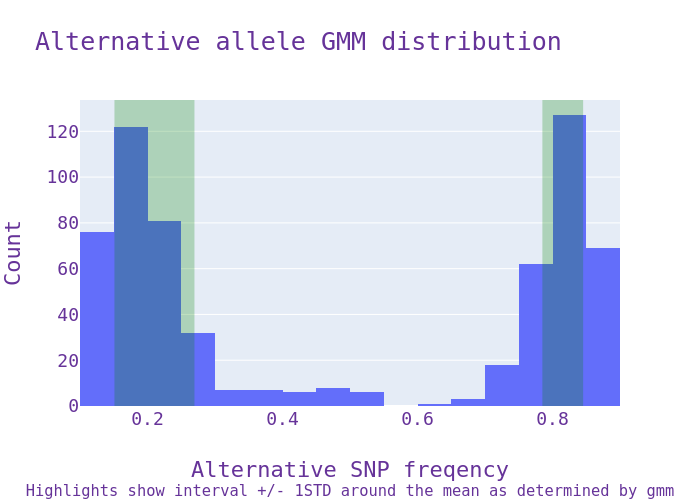 Alternative allele GMM distribution
Count
120
100
80
60
40
20
0
0.2 0.4 0.6 0.8
Alternative SNP freqency
Highlights show interval +/- 1STD around the mean as determined by gmm